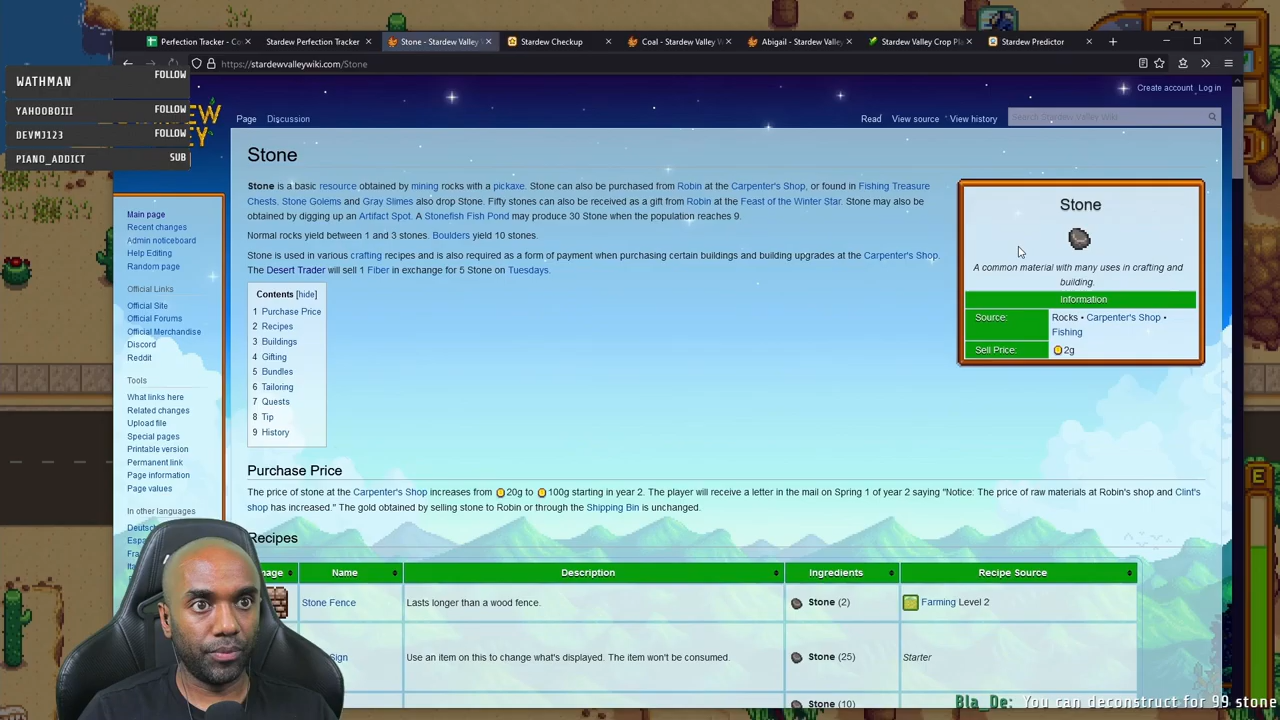 Perfection Tracker - Co
Stardew Perfection Tracker
Stone - Stardew Valley
Stardew Checkup
Coal - Stardew Valley W
Abigail - Stardew Valley
Stardew Valley Crop Pla
Stardew Predictor
https://stardewvalleywiki.com/Stone
WATHMAN FOLLOW
YAHOOBOIII FOLLOW
DEVMJ123 FOLLOW
PIANO_ADDICT SUB
Create account Log in
Page Discussion
Read View source View history
Search Stardew Valley Wiki
Main page
Recent changes
Admin noticeboard
Help Editing
Random page
Official Links
Official Site
Official Forums
Official Merchandise
Discord
Reddit
Tools
What links here
Related changes
Upload file
Special pages
Printable version
Permanent link
Page information
Page values
In other languages
Deuts
Espa
Fra
Ita
Stone
Stone is a basic resource obtained by mining rocks with a pickaxe. Stone can also be purchased from Robin at the Carpenter's Shop, or found in Fishing Treasure
Chests. Stone Golems and Gray Slimes also drop Stone. Fifty stones can also be received as a gift from Robin at the Feast of the Winter Star. Stone may also be
obtained by digging up an Artifact Spot. A Stonefish Fish Pond may produce 30 Stone when the population reaches 9.
Normal rocks yield between 1 and 3 stones. Boulders yield 10 stones.
Stone is used in various crafting recipes and is also required as a form of payment when purchasing certain buildings and building upgrades at the Carpenter's Shop.
The Desert Trader will sell 1 Fiber in exchange for 5 Stone on Tuesdays.
Contents [hide]
1 Purchase Price
2 Recipes
3 Buildings
4 Gifting
5 Bundles
6 Tailoring
7 Quests
8 Tip
9 History
Stone
A common material with many uses in crafting and
building.
Information
Source: Rocks • Carpenter's Shop •
Fishing
Sell Price: 2g
Purchase Price
The price of stone at the Carpenter's Shop increases from 20g to 100g starting in year 2. The player will receive a letter in the mail on Spring 1 of year 2 saying "Notice: The price of raw materials at Robin's shop and Clint's
shop has increased." The gold obtained by selling stone to Robin or through the Shipping Bin is unchanged.
Recipes
mage Name Description Ingredients Recipe Source
Stone Fence Lasts longer than a wood fence. Stone (2) Farming Level 2
Sign Use an item on this to change what's displayed. The item won't be consumed. Stone (25) Starter
Stone (10)
Bla_De: You can deconstruct for 99 stone
E